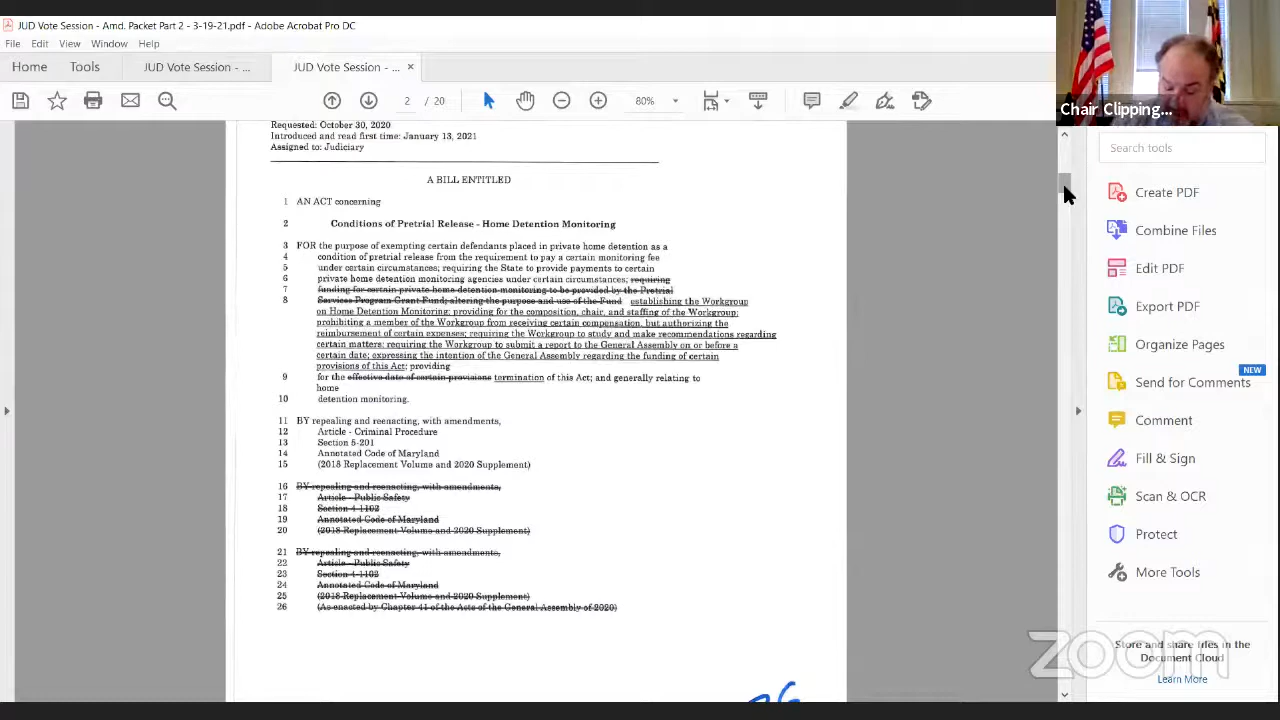 JUD Vote Session - Amd. Packet Part 2 - 3-19-21.pdf - Adobe Acrobat Pro DC
File Edit View Window Help
Home Tools JUD Vote Session - ... JUD Vote Session - ... ×
2 / 20 80%
Chair Clipping...
Search tools
Requested: October 30, 2020
Introduced and read first time: January 13, 2021
Assigned to: Judiciary
A BILL ENTITLED
1 AN ACT concerning
2 Conditions of Pretrial Release - Home Detention Monitoring
3 FOR the purpose of exempting certain defendants placed in private home detention as a
4 condition of pretrial release from the requirement to pay a certain monitoring fee
5 under certain circumstances; requiring the State to provide payments to certain
6 private home detention monitoring agencies under certain circumstances; requiring
7 funding for certain private home detention monitoring to be provided by the Pretrial
8 Services Program Grant Fund; altering the purpose and use of the Fund establishing the Workgroup
on Home Detention Monitoring; providing for the composition, chair, and staffing of the Workgroup;
prohibiting a member of the Workgroup from receiving certain compensation, but authorizing the
reimbursement of certain expenses; requiring the Workgroup to study and make recommendations regarding
certain matters; requiring the Workgroup to submit a report to the General Assembly on or before a
certain date; expressing the intention of the General Assembly regarding the funding of certain
provisions of this Act; providing
9 for the effective date of certain provisions termination of this Act; and generally relating to
home
10 detention monitoring.
11 BY repealing and reenacting, with amendments,
12 Article - Criminal Procedure
13 Section 5-201
14 Annotated Code of Maryland
15 (2018 Replacement Volume and 2020 Supplement)
16 BY repealing and reenacting, with amendments,
17 Article - Public Safety
18 Section 4-1102
19 Annotated Code of Maryland
20 (2018 Replacement Volume and 2020 Supplement)
21 BY repealing and reenacting, with amendments,
22 Article - Public Safety
23 Section 4-1102
24 Annotated Code of Maryland
25 (2018 Replacement Volume and 2020 Supplement)
26 (As enacted by Chapter 41 of the Acts of the General Assembly of 2020)
Create PDF
Combine Files
Edit PDF
Export PDF
Organize Pages
NEW
Send for Comments
Comment
Fill & Sign
Scan & OCR
Protect
More Tools
Store and share files in the
Document Cloud
Learn More
zoom